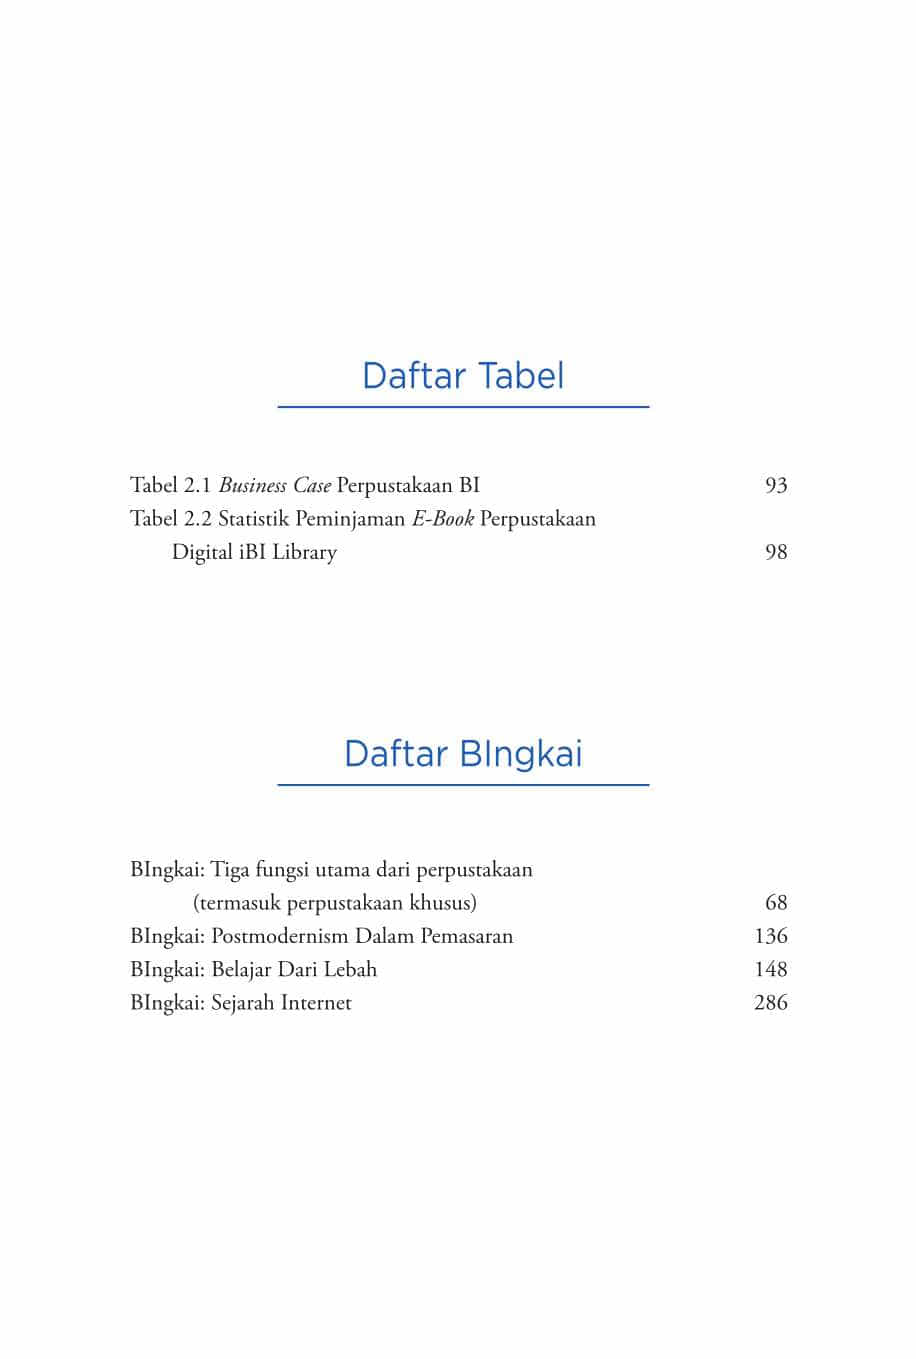 Daftar Tabel
Tabel 2.1 Business Case Perpustakaan BI 93
Tabel 2.2 Statistik Peminjaman E-Book Perpustakaan
Digital iBI Library 98
Daftar BIngkai
BIngkai: Tiga fungsi utama dari perpustakaan
(termasuk perpustakaan khusus) 68
BIngkai: Postmodernism Dalam Pemasaran 136
BIngkai: Belajar Dari Lebah 148
BIngkai: Sejarah Internet 286